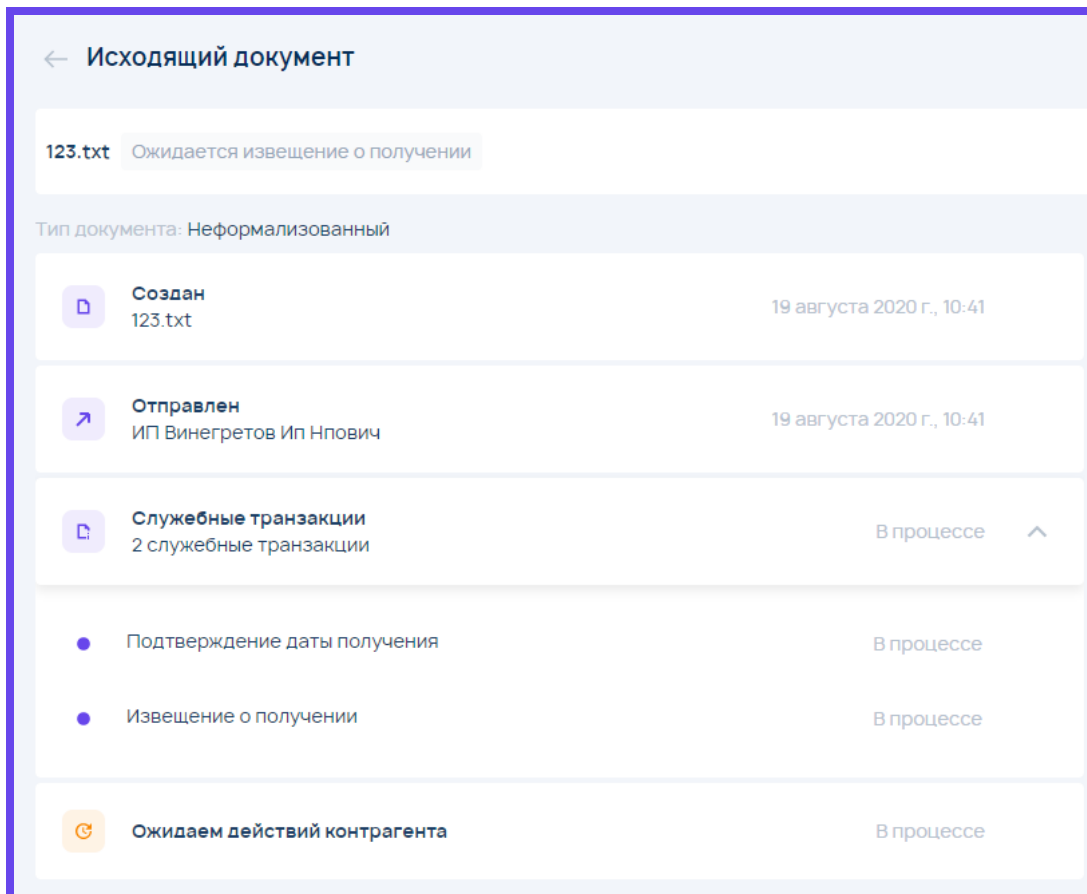 Исходящий документ
123.txt Ожидается извещение о получении
Тип документа: Неформализованный
Создан
123.txt
19 августа 2020 г., 10:41
Отправлен
ИП Винегретов Ип Нпович
19 августа 2020 г., 10:41
Служебные транзакции
2 служебные транзакции
В процессе
Подтверждение даты получения
В процессе
Извещение о получении
В процессе
Ожидаем действий контрагента
В процессе